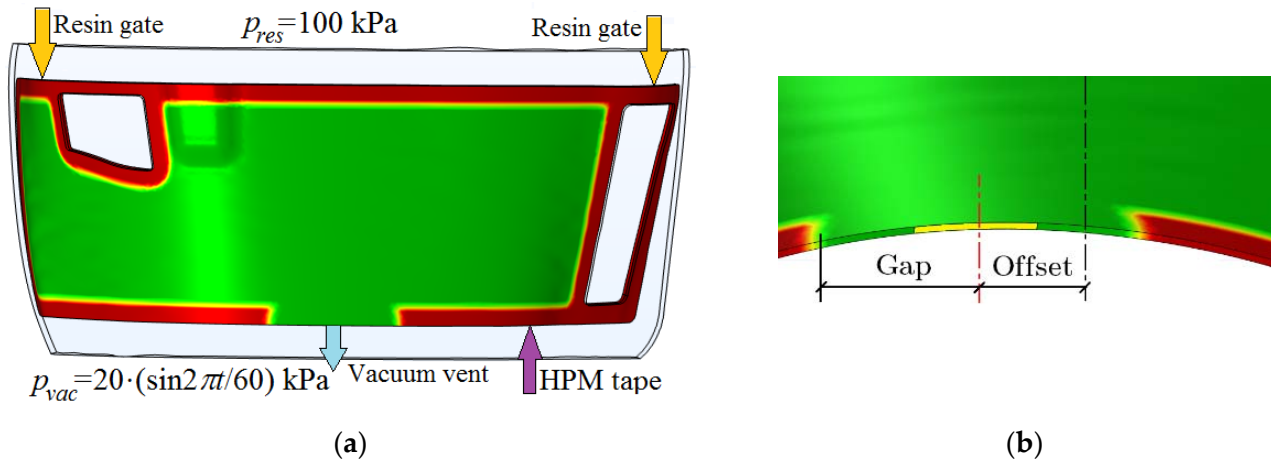 Resin gate
p_res=100 kPa
Resin gate
p_vac=20·(sin2πt/60) kPa
Vacuum vent
HPM tape
(a)
Gap
Offset
(b)